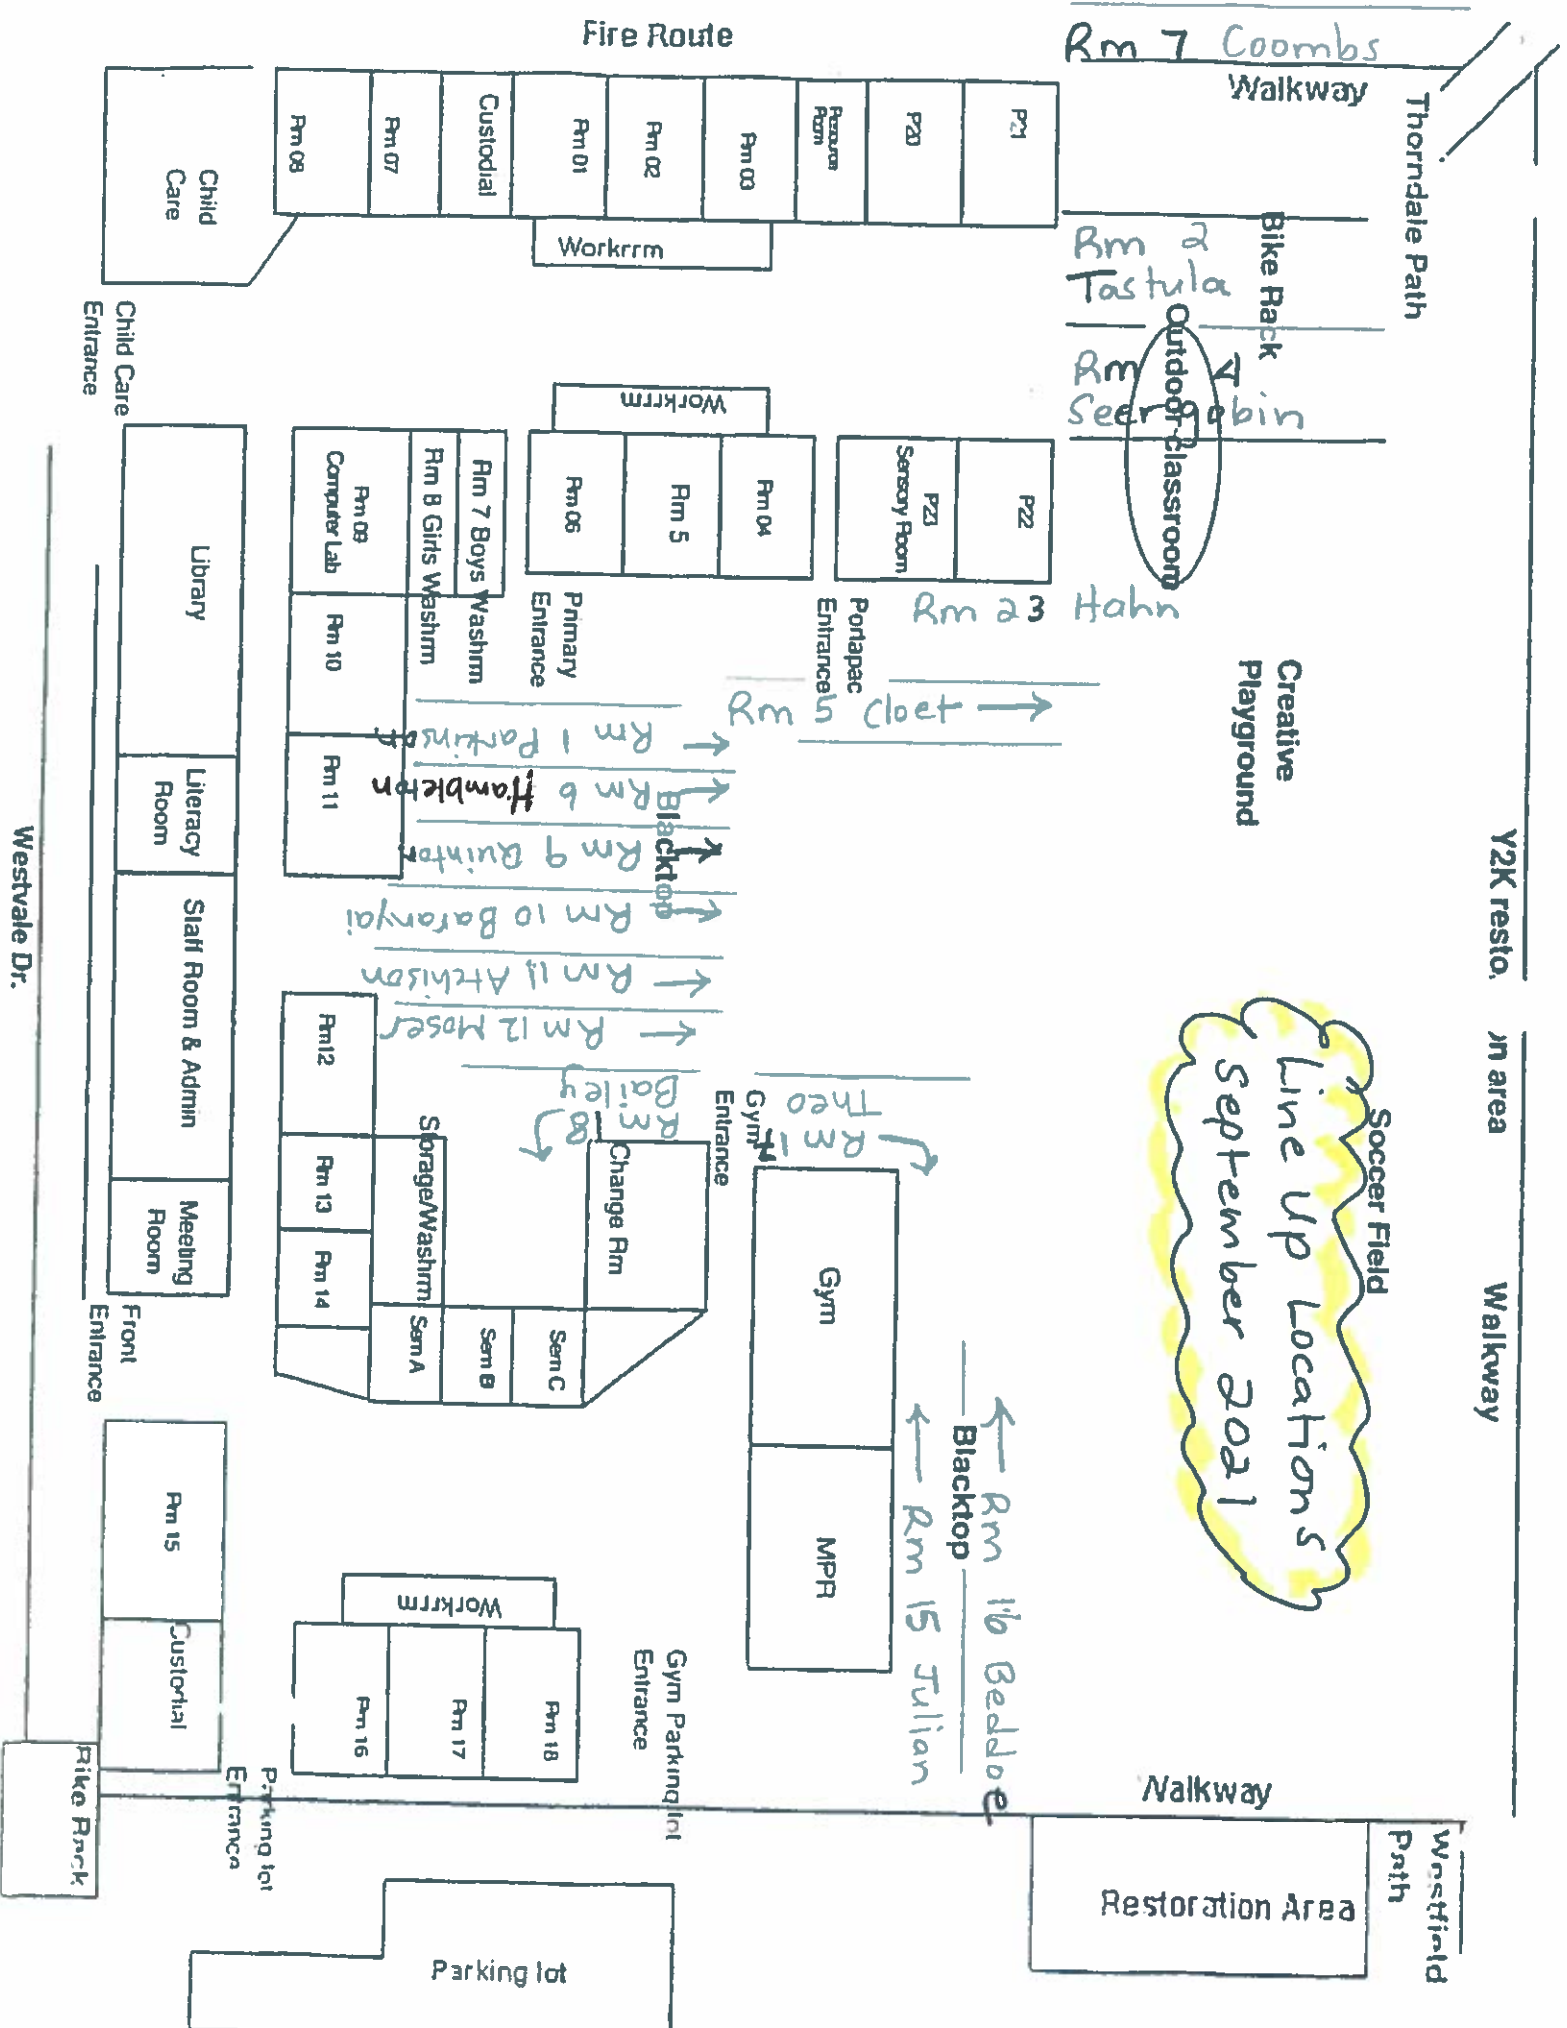 Fire Route
Rm 7 Coombs
Walkway
Thorndale Path
Child
Care
Rm 08
Rm 07
Custodial
Rm 01
Rm 02
Rm 03
Resource
Room
P20
P21
Workrrm
Bike Rack
Rm 2
Tastula
Rm 4
Seergobin
Outdoor classroom
Child Care
Entrance
Workrrm
Library
Rm 09
Computer Lab
Rm 8 Girls Washrm
Rm 7 Boys Washrm
Rm 06
Rm 5
Rm 04
P23
Sensory Room
P22
Rm 10
Primary
Entrance
Portapac
Entrance
Rm 23 Hahn
Creative
Playground
Rm 5 Cloet →
Rm 1 Parkinson
Rm 6 Hambleton
Blacktop
Rm 9 Quinton
Rm 10 Baranyai
Rm 11 Atchison
Rm 12 Moser
Rm 11
Literacy
Room
Westvale Dr.
Staff Room & Admin
Y2K resto
on area
Walkway
Soccer Field
Line Up Locations
September 2021
Rm12
Rm 8
Bailey
Gym
Entrance
Theo
Storage/Washrm
Change Rm
Rm 13
Rm 14
Meeting
Room
Gym
Sem A
Sem B
Sem C
Front
Entrance
Blacktop
← Rm 16 Beddoe
← Rm 15 Julian
MPR
Rm 15
Custodial
Workrrm
Rm 16
Rm 17
Rm 18
Gym Parking lot
Entrance
Parking lot
Entrance
Bike Rack
Walkway
Westfield
Path
Restoration Area
Parking lot